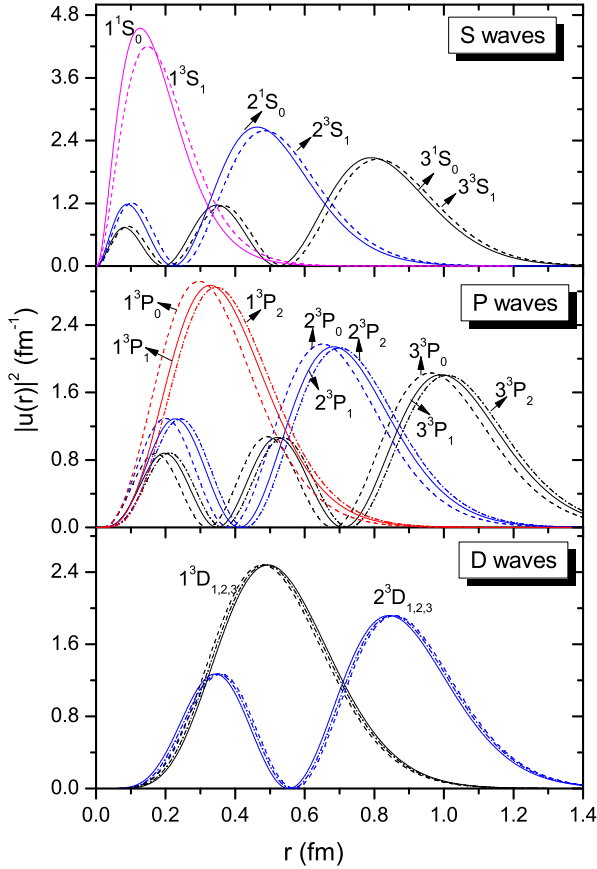 4.8
3.6
2.4
1.2
0.0
S waves
1¹S₀
1³S₁
2¹S₀
2³S₁
3¹S₀
3³S₁
2.4
1.6
0.8
0.0
P waves
1³P₀
1³P₂
1³P₁
2³P₀
2³P₂
2³P₁
3³P₀
3³P₂
3³P₁
|u(r)|² (fm⁻¹)
2.4
1.6
0.8
0.0
D waves
1³D₁,₂,₃
2³D₁,₂,₃
0.0 0.2 0.4 0.6 0.8 1.0 1.2 1.4
r (fm)